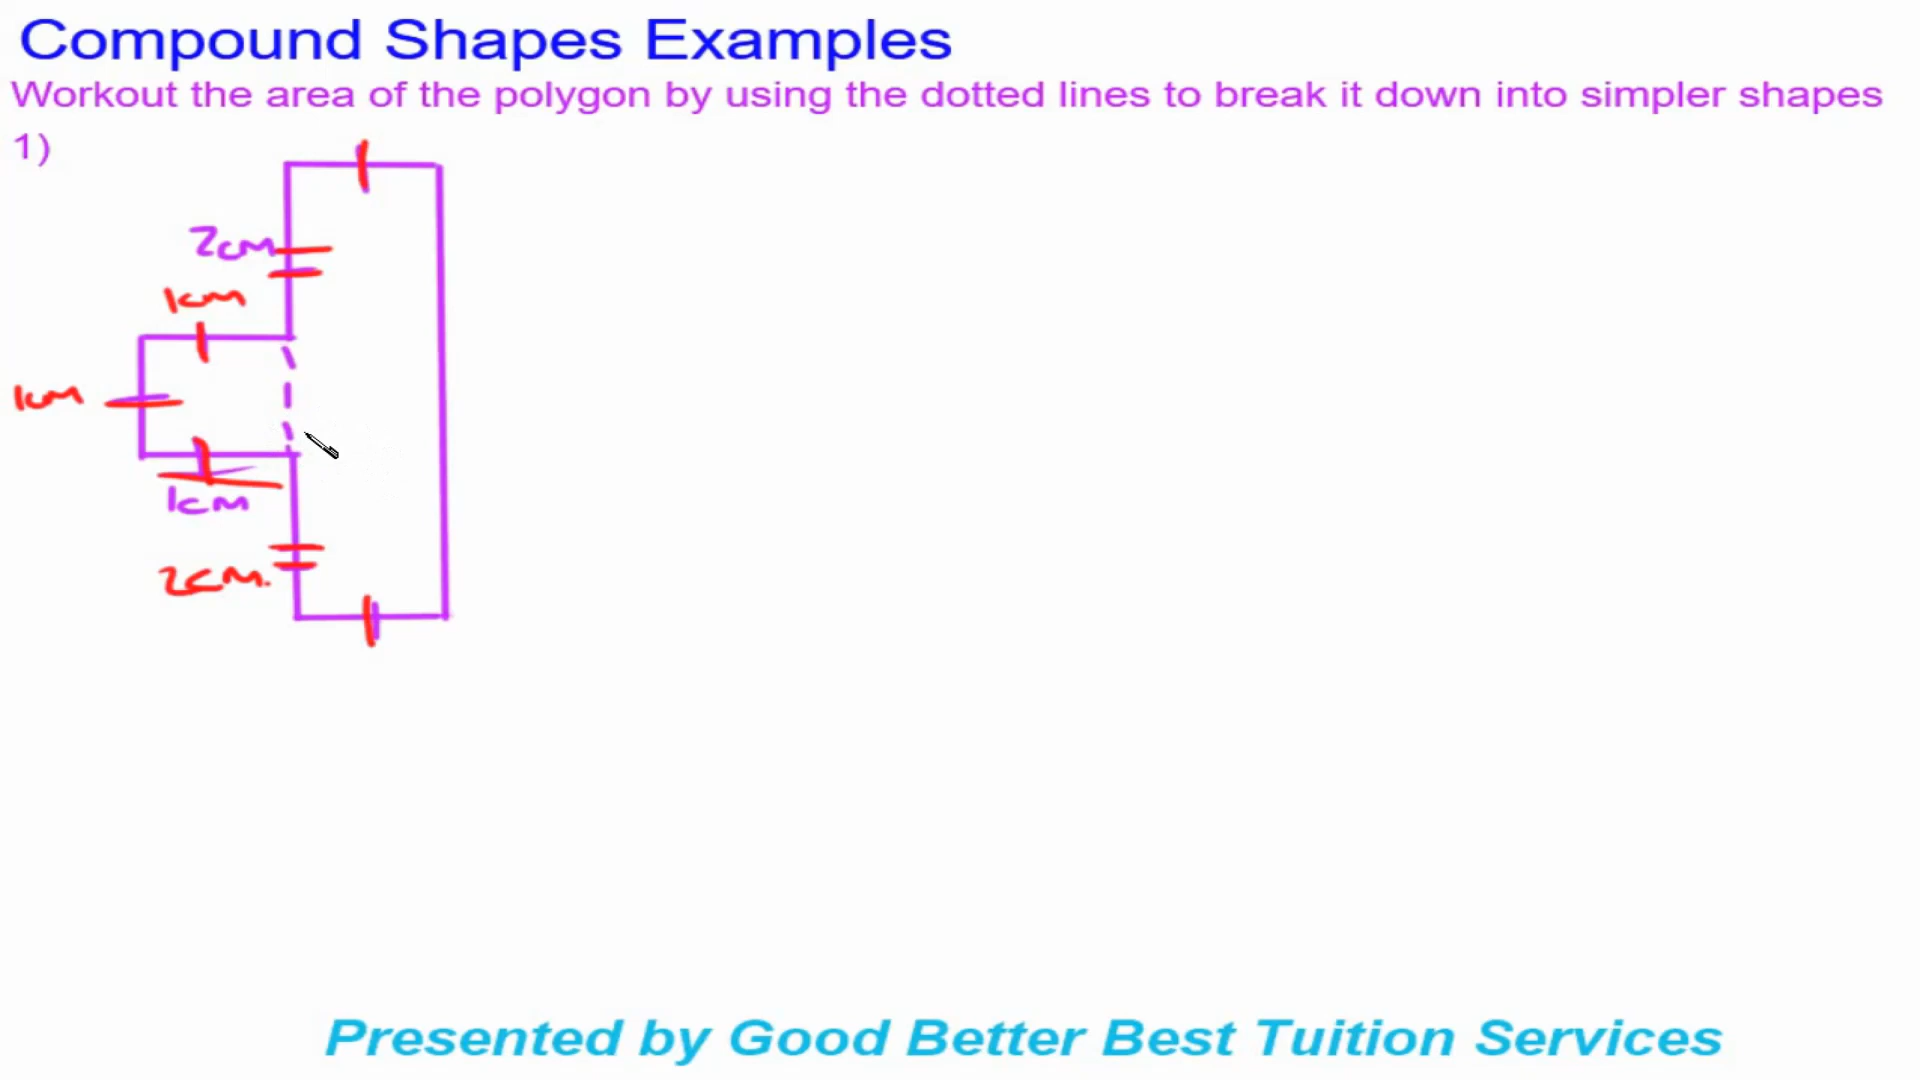 Compound Shapes Examples
Workout the area of the polygon by using the dotted lines to break it down into simpler shapes
1)
2cm
1cm
1cm
1cm
2cm.
Presented by Good Better Best Tuition Services